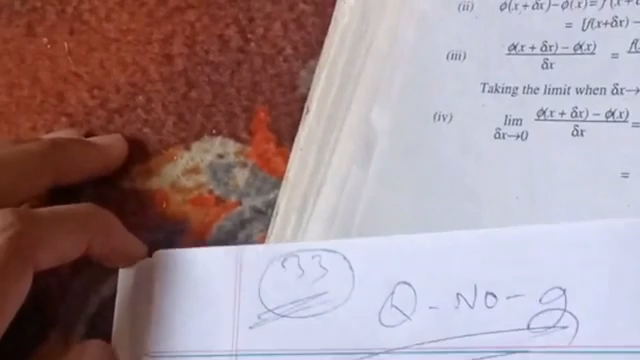 (ii) ϕ(x + δx) − ϕ(x) = f(x +
= [f(x+δx) −
(iii) ϕ(x + δx) − ϕ(x) / δx =
Taking the limit when δx→
(iv) lim δx→0 ϕ(x + δx) − ϕ(x) / δx =
=
33
Q - No - 9